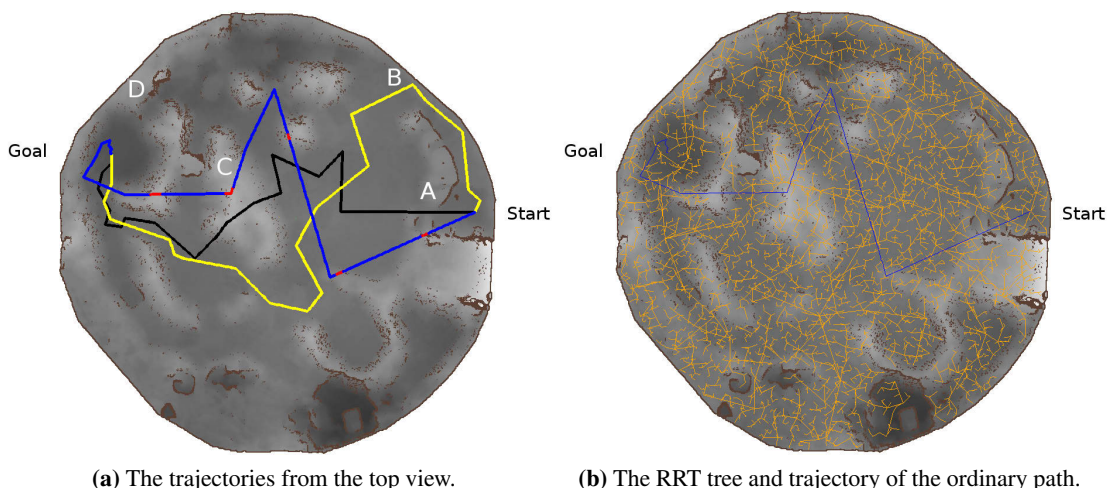 D
B
Goal
C
A
Start
Goal
Start
(a) The trajectories from the top view.
(b) The RRT tree and trajectory of the ordinary path.